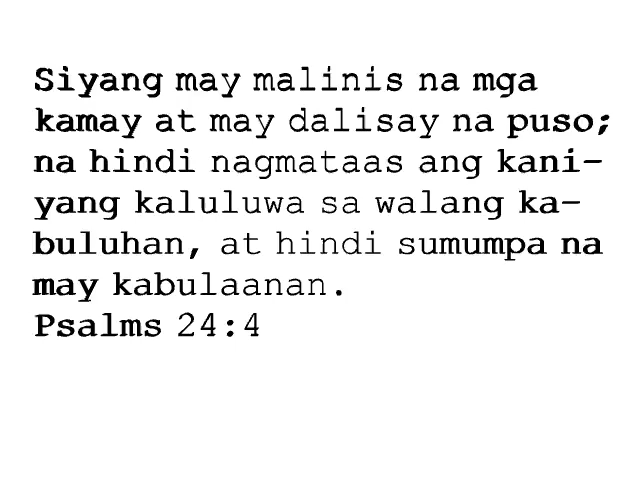 Siyang may malinis na mga
kamay at may dalisay na puso;
na hindi nagmataas ang kani-
yang kaluluwa sa walang ka-
buluhan, at hindi sumumpa na
may kabulaanan.
Psalms 24:4